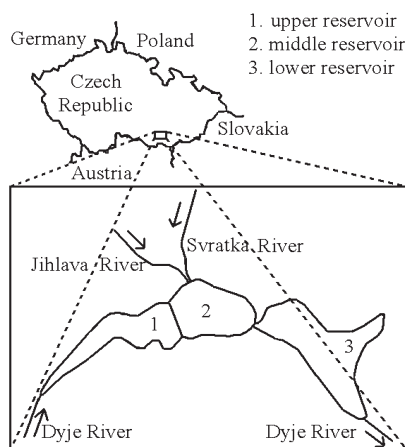 1. upper reservoir
2. middle reservoir
3. lower reservoir
Germany
Poland
Czech
Republic
Slovakia
Austria
Svratka River
Jihlava River
1
2
3
Dyje River
Dyje River